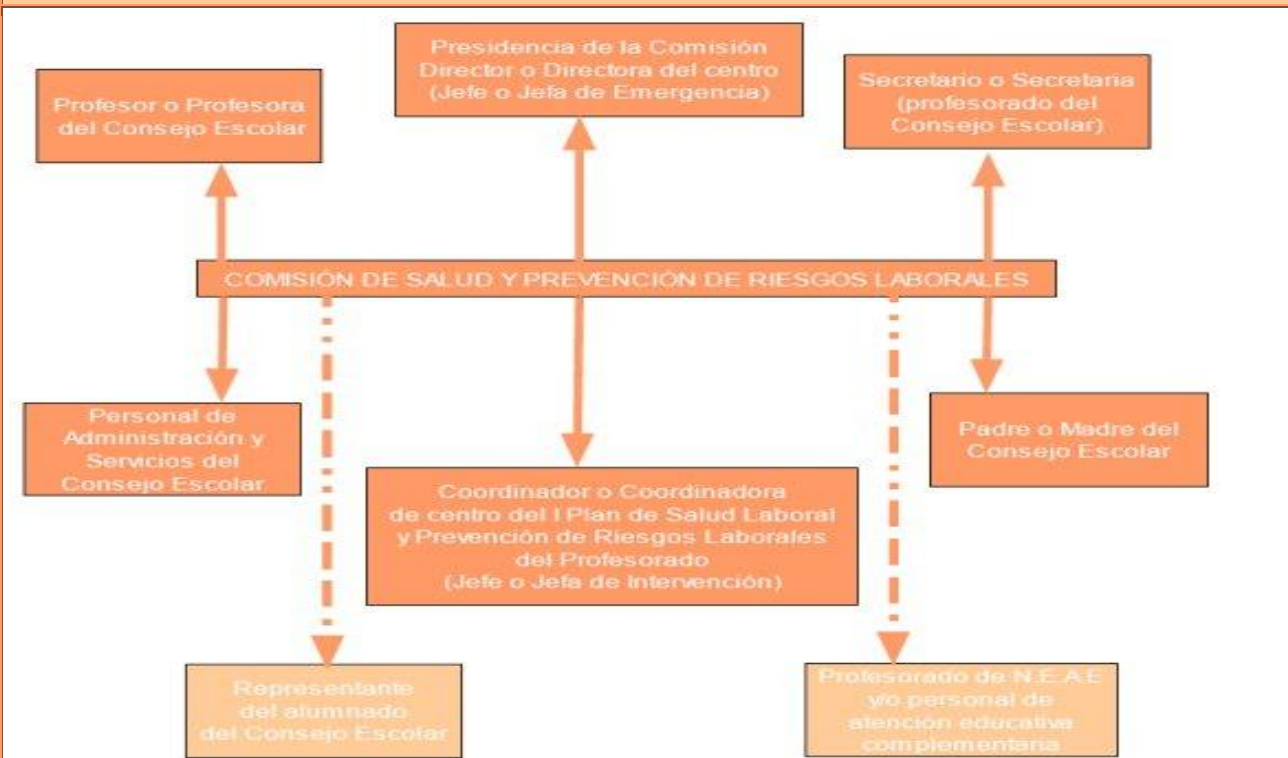 Presidencia de la Comisión
Director o Directora del centro
(Jefe o Jefa de Emergencia)
Profesor o Profesora
del Consejo Escolar
Secretario o Secretaria
(profesorado del
Consejo Escolar)
COMISIÓN DE SALUD Y PREVENCIÓN DE RIESGOS LABORALES
Personal de
Administración y
Servicios del
Consejo Escolar.
Padre o Madre del
Consejo Escolar
Coordinador o Coordinadora
de centro del I Plan de Salud Laboral
y Prevención de Riesgos Laborales
del Profesorado
(Jefe o Jefa de Intervención)
Representante
del alumnado
del Consejo Escolar
Profesorado de N.E.A.E
y/o personal de
atención educativa
complementaria